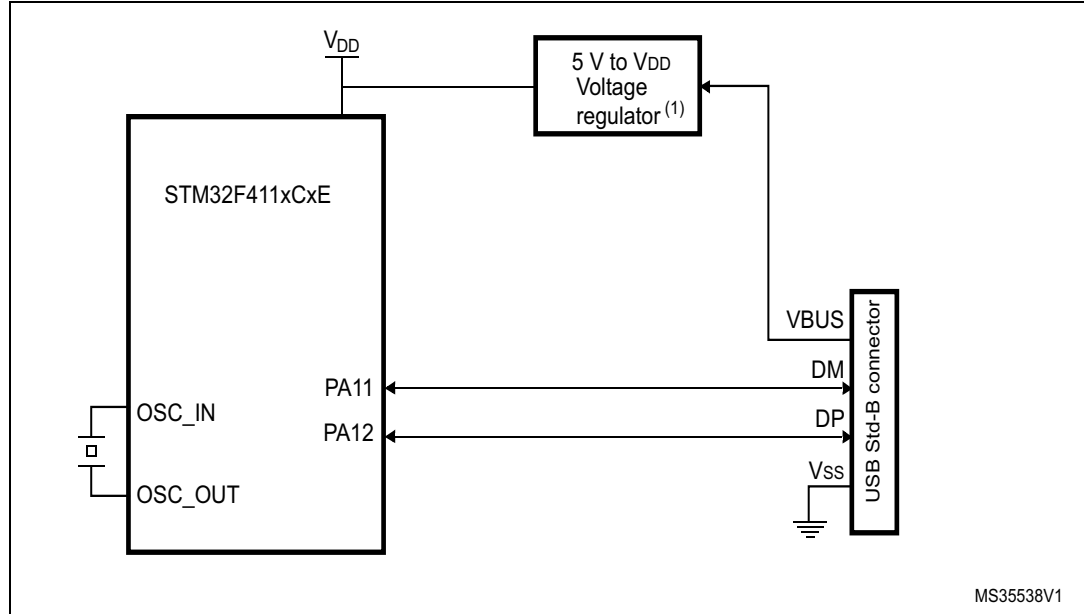 VDD
5 V to VDD
Voltage
regulator (1)
STM32F411xCxE
VBUS
DM
PA11
OSC_IN
DP
PA12
VSS
OSC_OUT
USB Std-B connector
MS35538V1